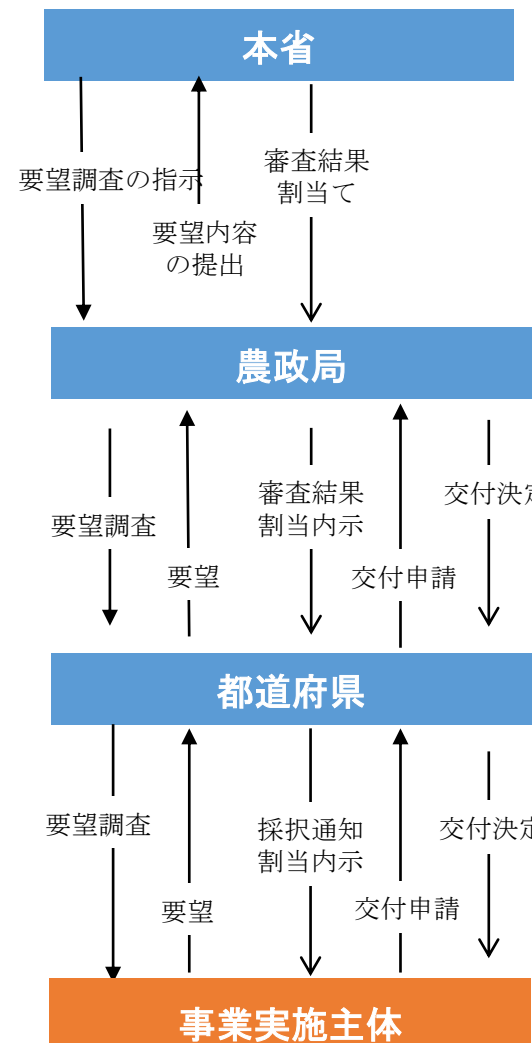 本省
要望調査の指示
要望内容
の提出
審査結果
割当て
農政局
要望調査
要望
審査結果
割当内示
交付申請
交付決定
都道府県
要望調査
要望
採択通知
割当内示
交付申請
交付決定
事業実施主体